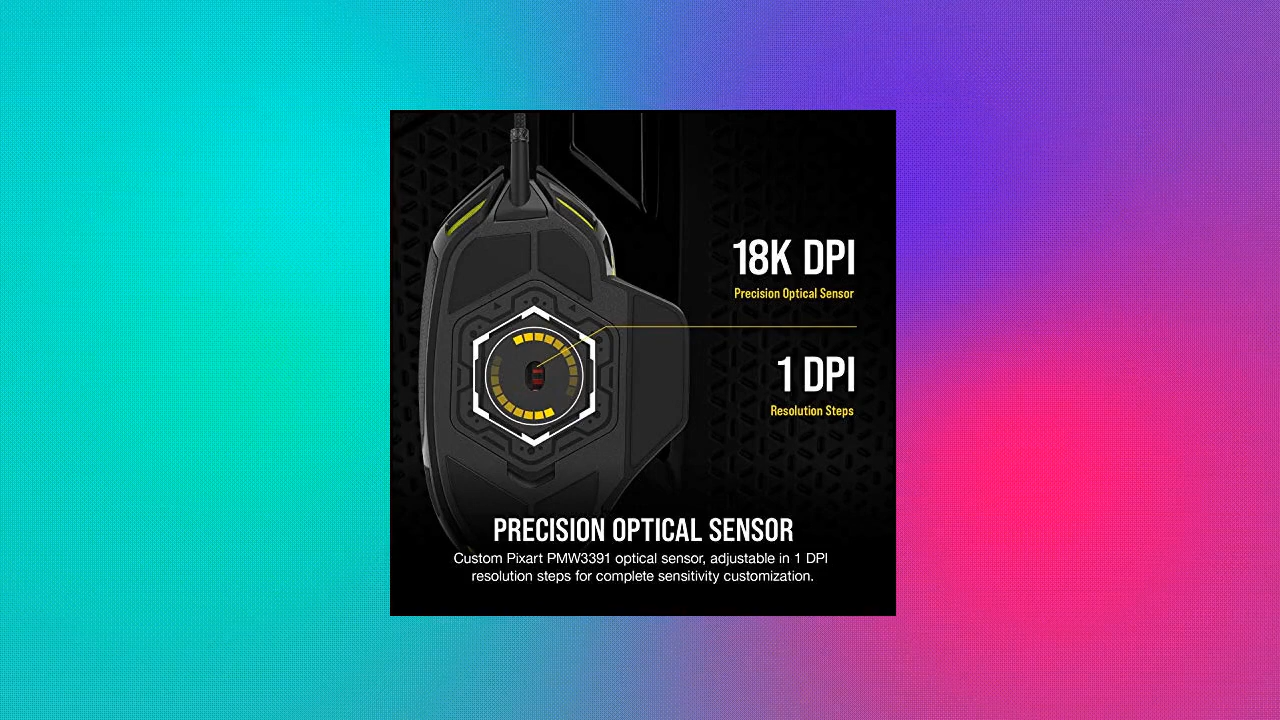 18K DPI
Precision Optical Sensor
1 DPI
Resolution Steps
PRECISION OPTICAL SENSOR
Custom Pixart PMW3391 optical sensor, adjustable in 1 DPI
resolution steps for complete sensitivity customization.